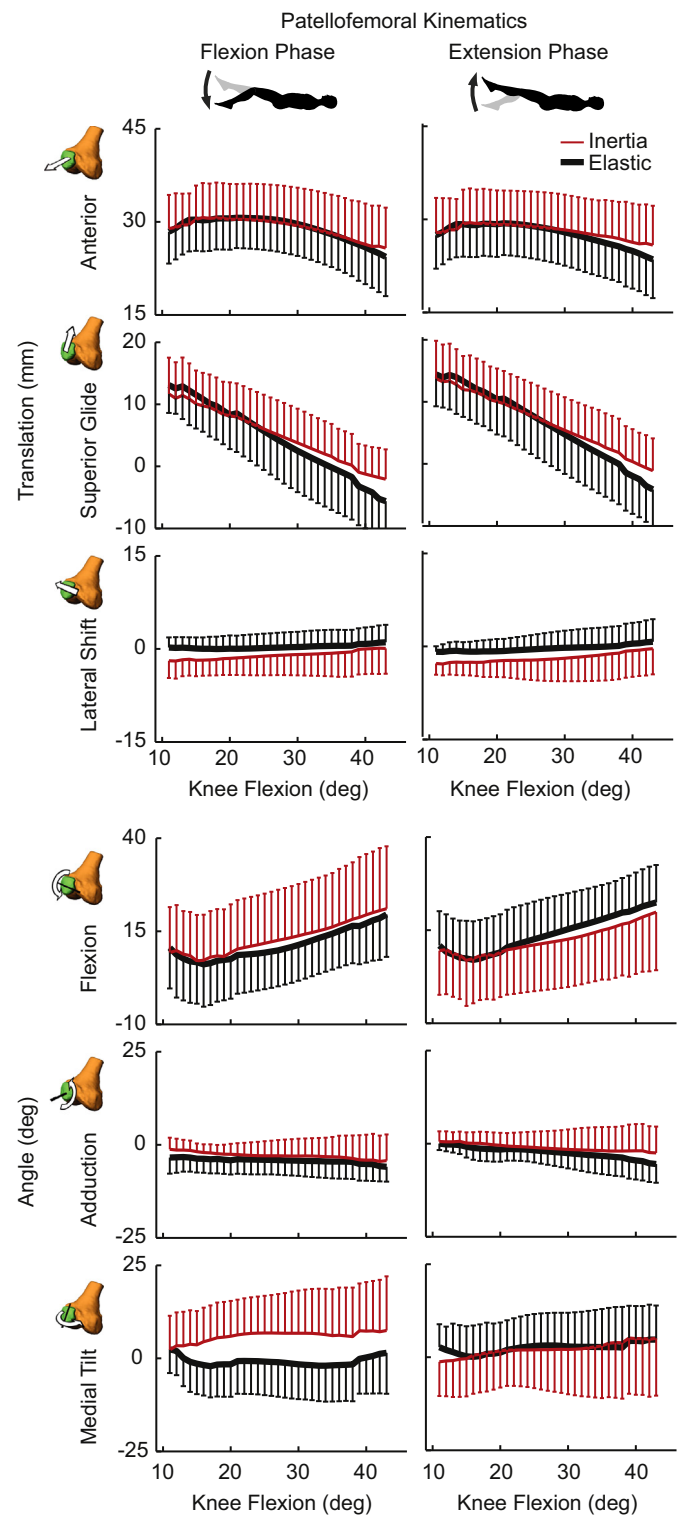 Patellofemoral Kinematics
Flexion Phase
Extension Phase
Inertia
Elastic
Translation (mm)
Anterior
45
30
15
Superior Glide
20
10
0
-10
Lateral Shift
15
0
-15
10 20 30 40
10 20 30 40
Knee Flexion (deg)
Knee Flexion (deg)
Angle (deg)
Flexion
40
15
-10
Adduction
25
0
-25
Medial Tilt
25
0
-25
10 20 30 40
10 20 30 40
Knee Flexion (deg)
Knee Flexion (deg)